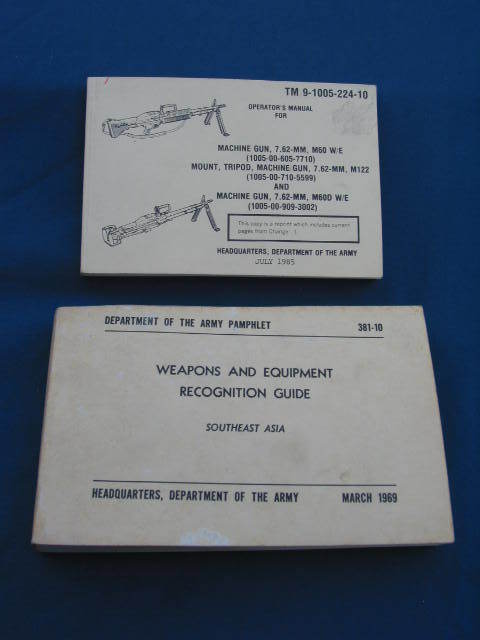 TM 9-1005-224-10
OPERATOR'S MANUAL
FOR
MACHINE GUN, 7.62-MM, M60 W/E
(1005-00-605-7710)
MOUNT, TRIPOD, MACHINE GUN, 7.62-MM, M122
(1005-00-710-5599)
AND
MACHINE GUN, 7.62-MM, M60D W/E
(1005-00-909-3002)
This copy is a reprint which includes current
pages from Change 1
HEADQUARTERS, DEPARTMENT OF THE ARMY
JULY 1985
DEPARTMENT OF THE ARMY PAMPHLET 381-10
WEAPONS AND EQUIPMENT
RECOGNITION GUIDE
SOUTHEAST ASIA
HEADQUARTERS, DEPARTMENT OF THE ARMY MARCH 1969